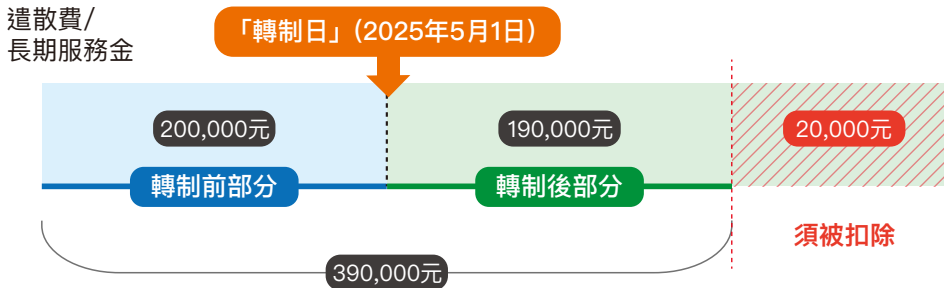 遣散費/
長期服務金
「轉制日」(2025年5月1日)
200,000元
190,000元
20,000元
轉制前部分
轉制後部分
須被扣除
390,000元